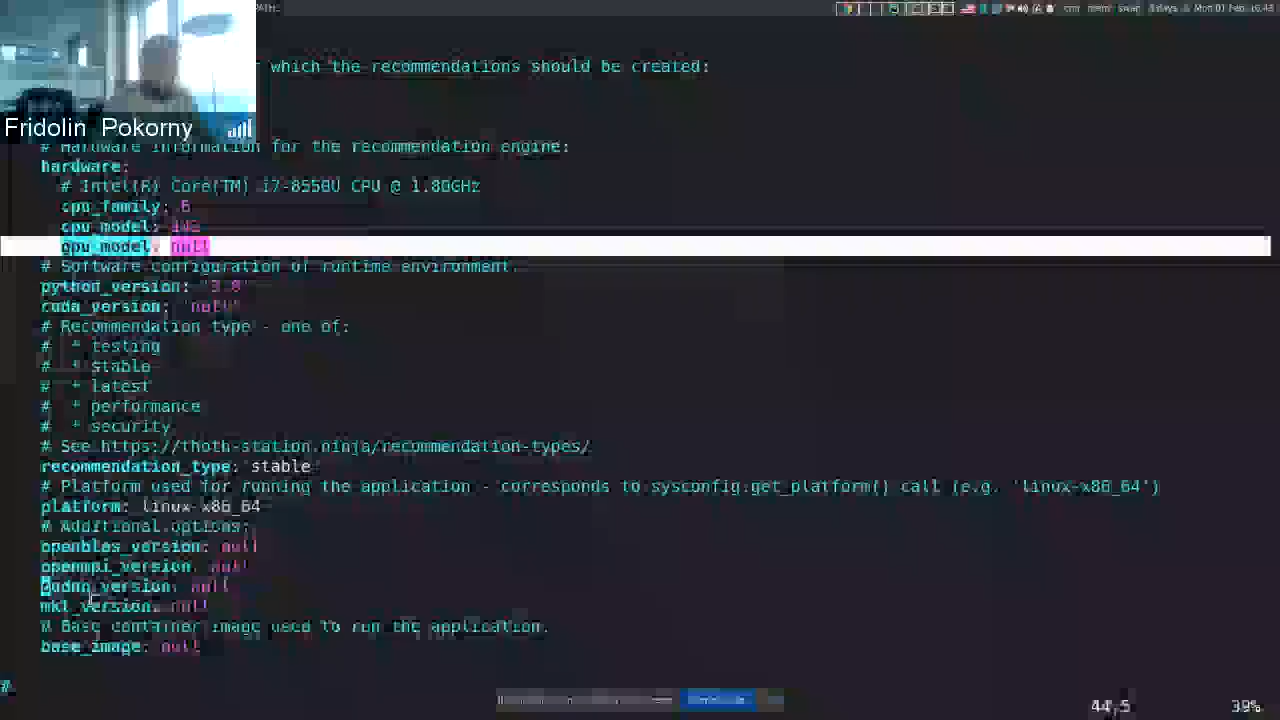 PATH:
which the recommendations should be created:
Fridolin Pokorny
# Hardware information for the recommendation engine:
hardware:
# Intel(R) Core(TM) i7-8550U CPU @ 1.80GHz
cpu_family: 6
cpu_model: 142
gpu_model: null
# Software configuration of runtime environment.
python_version: '3.8'
cuda_version: 'null'
# Recommendation type - one of:
# * testing
# * stable
# * latest
# * performance
# * security
# See https://thoth-station.ninja/recommendation-types/
recommendation_type: stable
# Platform used for running the application - corresponds to sysconfig.get_platform() call (e.g. 'linux-x86_64')
platform: linux-x86_64
# Additional options:
openblas_version: null
openmpi_version: null
cudnn_version: null
mkl_version: null
# Base container image used to run the application.
base_image: null
#
44,5 39%